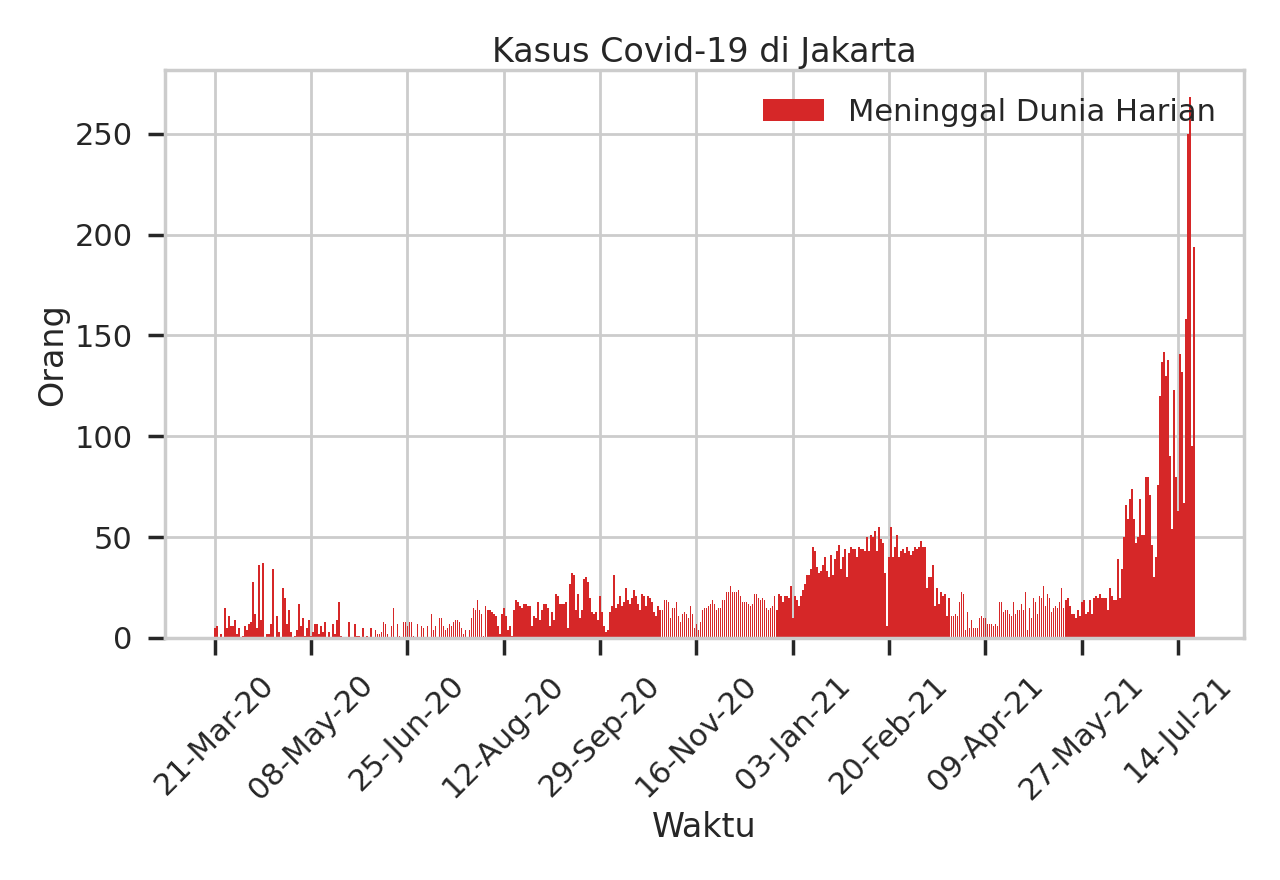 Kasus Covid-19 di Jakarta
Meninggal Dunia Harian
250
200
150
100
50
0
Orang
21-Mar-20
08-May-20
25-Jun-20
12-Aug-20
29-Sep-20
16-Nov-20
03-Jan-21
20-Feb-21
09-Apr-21
27-May-21
14-Jul-21
Waktu